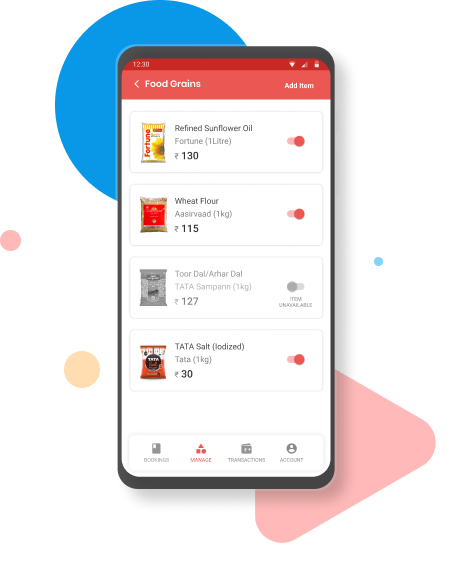 12:30
Food Grains
Add Item
Refined Sunflower Oil
Fortune (1Litre)
₹ 130
Fortune
Wheat Flour
Aasirvaad (1kg)
₹ 115
Toor Dal/Arhar Dal
TATA Sampann (1kg)
₹ 127
ITEM
UNAVAILABLE
TATA Salt (Iodized)
Tata (1kg)
₹ 30
TATA
BOOKINGS
MANAGE
TRANSACTIONS
ACCOUNT